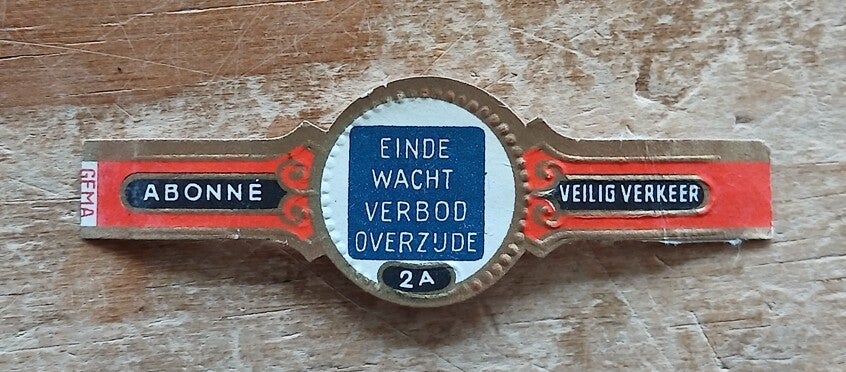 GEMA
ABONNÉ
EINDE
WACHT
VERBOD
OVERZIJDE
2A
VEILIG VERKEER